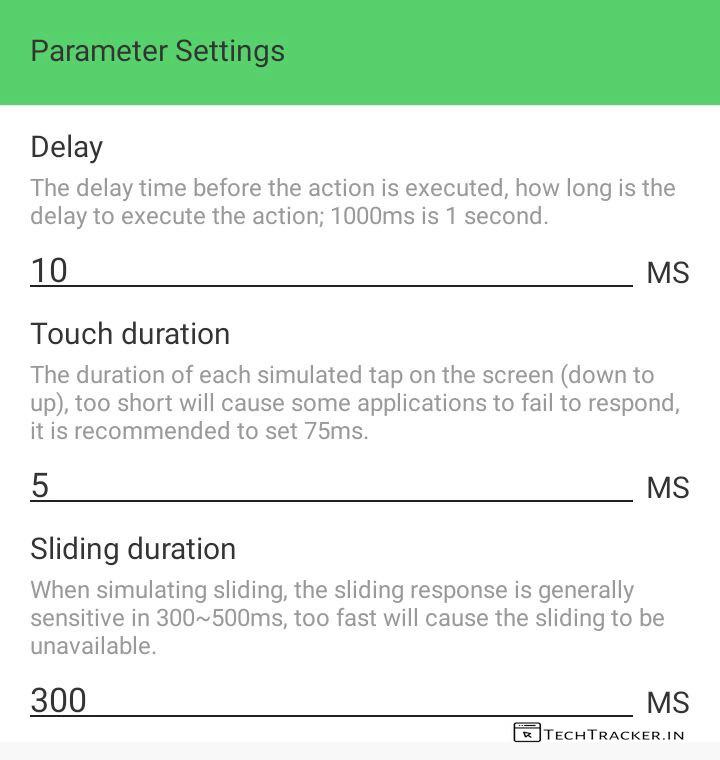 Parameter Settings
Delay
The delay time before the action is executed, how long is the
delay to execute the action; 1000ms is 1 second.
10 MS
Touch duration
The duration of each simulated tap on the screen (down to
up), too short will cause some applications to fail to respond,
it is recommended to set 75ms.
5 MS
Sliding duration
When simulating sliding, the sliding response is generally
sensitive in 300~500ms, too fast will cause the sliding to be
unavailable.
300 MS
TECHTRACKER.IN